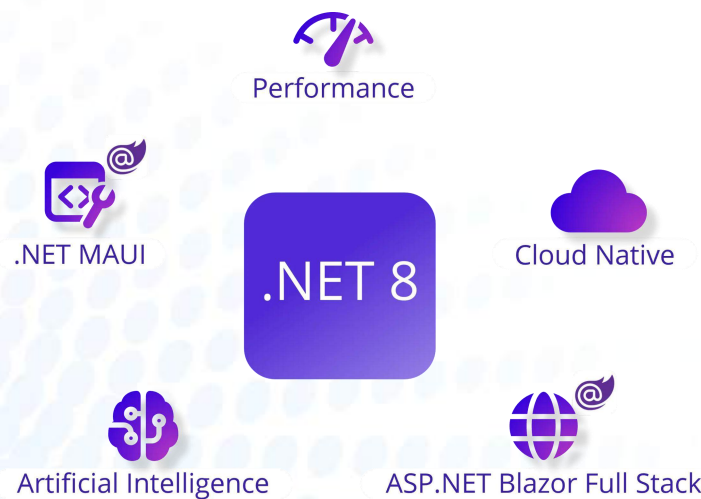 Performance
.NET MAUI
.NET 8
Cloud Native
Artificial Intelligence
ASP.NET Blazor Full Stack